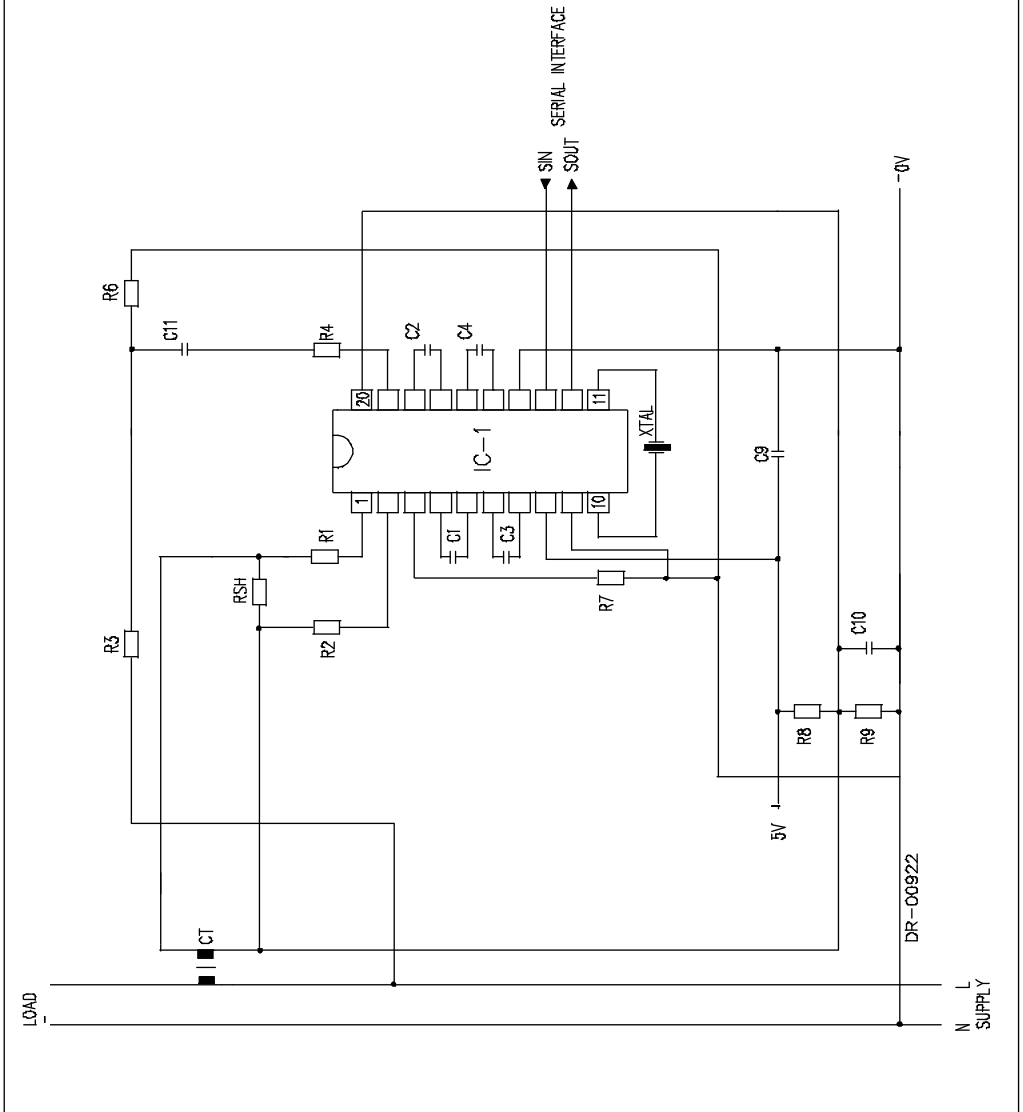 SERIAL INTERFACE
SIN
SOUT
-0V
R6
C11
R4
C2
C4
20
11
XTAL
IC-1
C9
1
10
R1
C1
C3
RSH
R7
R2
R3
C10
R8
R9
5V
DR-00922
CT
LOAD
L
N
SUPPLY